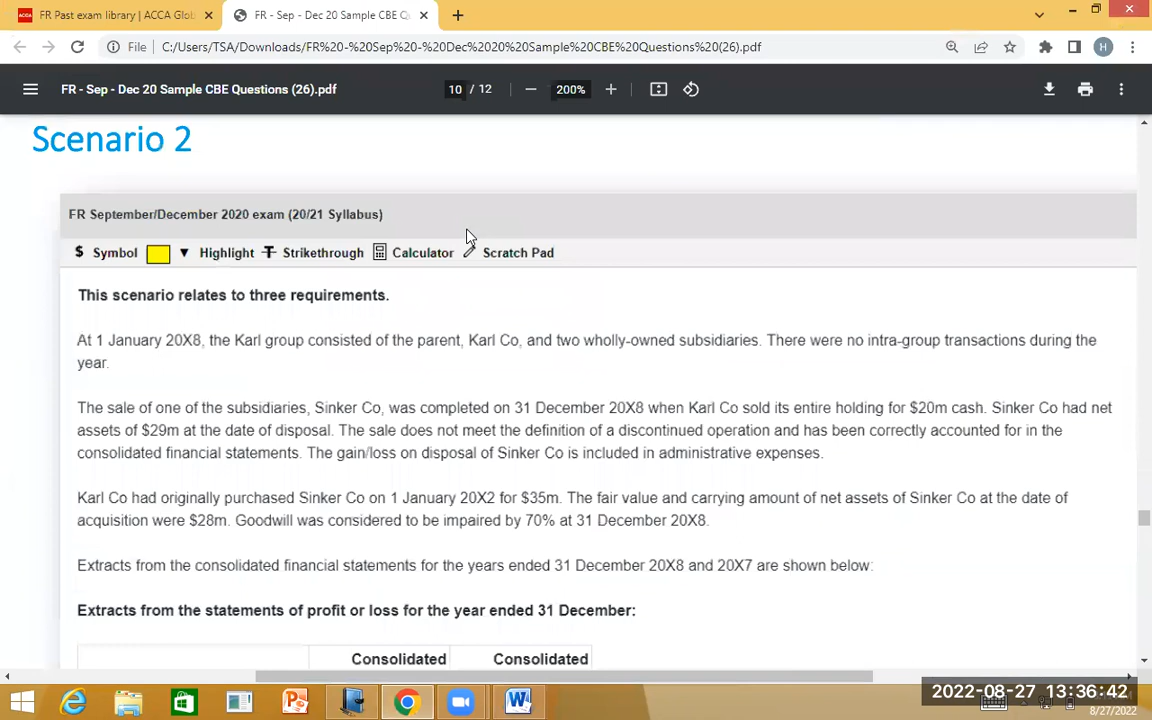 FR Past exam library | ACCA Glob
FR - Sep - Dec 20 Sample CBE Q
File
C:/Users/TSA/Downloads/FR%20-%20Sep%20-%20Dec%2020%20Sample%20CBE%20Questions%20(26).pdf
H
FR - Sep - Dec 20 Sample CBE Questions (26).pdf
10 / 12
200%
Scenario 2
FR September/December 2020 exam (20/21 Syllabus)
$ Symbol Highlight Strikethrough Calculator Scratch Pad
This scenario relates to three requirements.
At 1 January 20X8, the Karl group consisted of the parent, Karl Co, and two wholly-owned subsidiaries. There were no intra-group transactions during the
year.
The sale of one of the subsidiaries, Sinker Co, was completed on 31 December 20X8 when Karl Co sold its entire holding for $20m cash. Sinker Co had net
assets of $29m at the date of disposal. The sale does not meet the definition of a discontinued operation and has been correctly accounted for in the
consolidated financial statements. The gain/loss on disposal of Sinker Co is included in administrative expenses.
Karl Co had originally purchased Sinker Co on 1 January 20X2 for $35m. The fair value and carrying amount of net assets of Sinker Co at the date of
acquisition were $28m. Goodwill was considered to be impaired by 70% at 31 December 20X8.
Extracts from the consolidated financial statements for the years ended 31 December 20X8 and 20X7 are shown below:
Extracts from the statements of profit or loss for the year ended 31 December:
Consolidated Consolidated
2022-08-27 13:36:42
8/27/2022